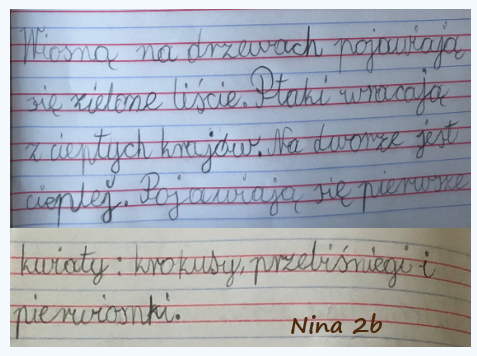 Wiosną na drzewach pojawiają
się zielone liście. Ptaki wracają
z ciepłych krajów. Na dworze jest
cieplej. Pojawiają się pierwsze
kwiaty: krokusy, przebiśniegi i
pierwiosnki.
Nina 2b